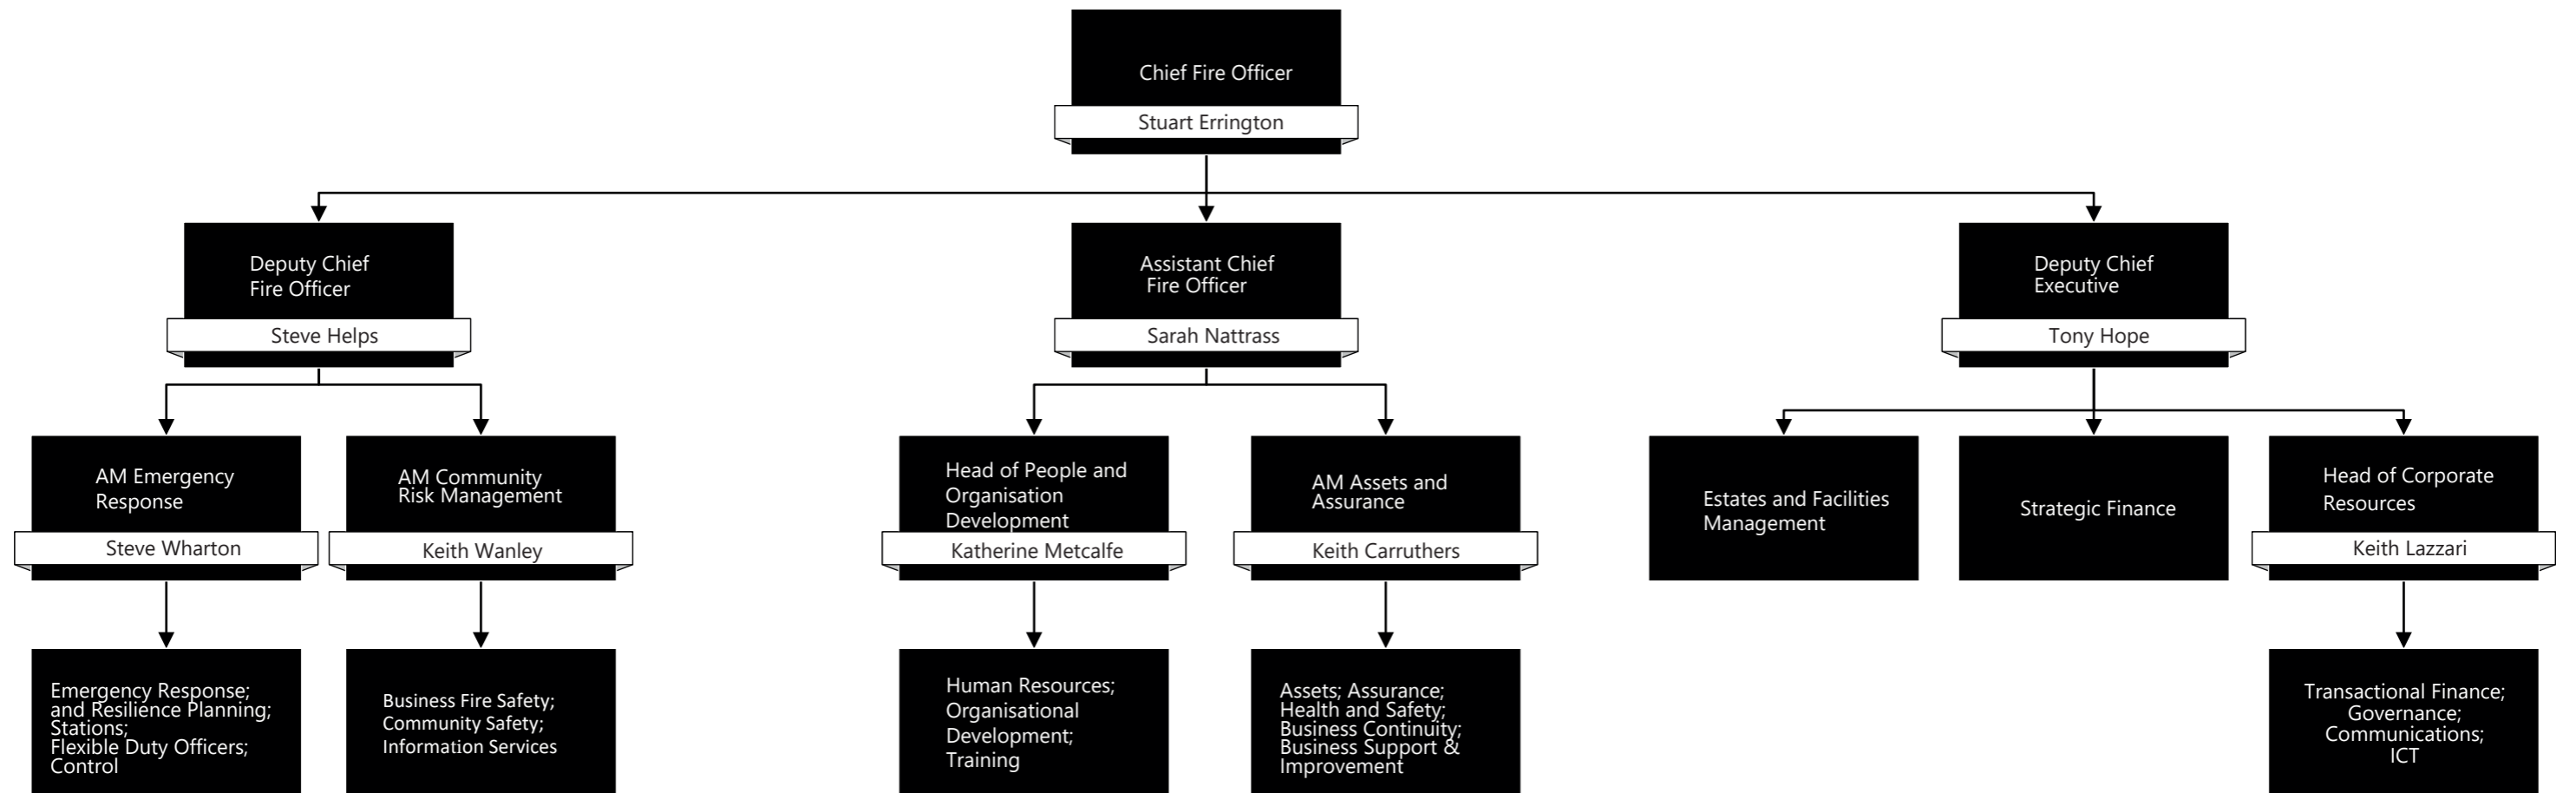 Chief Fire Officer
Stuart Errington
Deputy Chief
Fire Officer
Steve Helps
Assistant Chief
Fire Officer
Sarah Nattrass
Deputy Chief
Executive
Tony Hope
AM Emergency
Response
Steve Wharton
AM Community
Risk Management
Keith Wanley
Head of People and
Organisation
Development
Katherine Metcalfe
AM Assets and
Assurance
Keith Carruthers
Estates and Facilities
Management
Strategic Finance
Head of Corporate
Resources
Keith Lazzari
Emergency Response;
and Resilience Planning;
Stations;
Flexible Duty Officers;
Control
Business Fire Safety;
Community Safety;
Information Services
Human Resources;
Organisational
Development;
Training
Assets; Assurance;
Health and Safety;
Business Continuity;
Business Support &
Improvement
Transactional Finance;
Governance;
Communications;
ICT